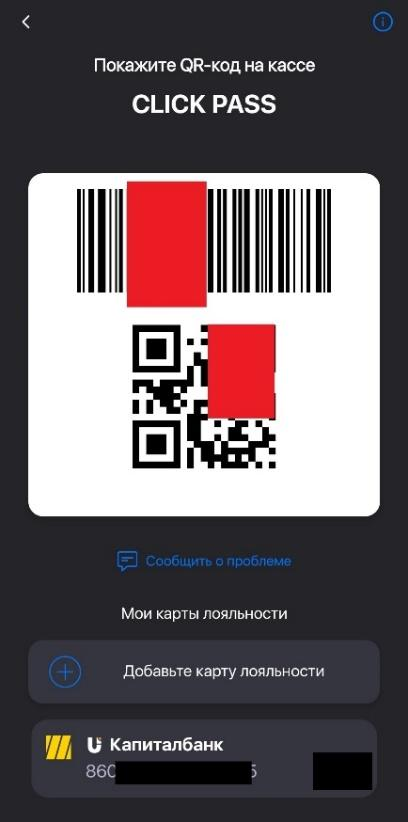 Покажите QR-код на кассе
CLICK PASS
Сообщить о проблеме
Мои карты лояльности
Добавьте карту лояльности
Капиталбанк
860 5